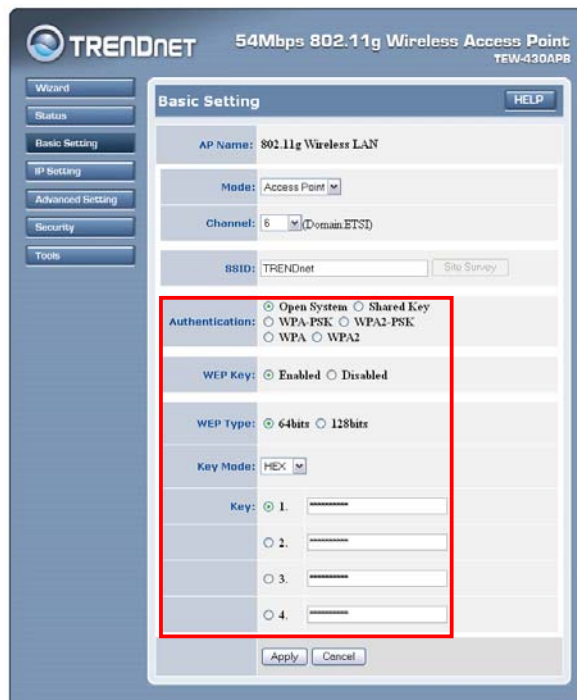 TRENDNET 54Mbps 802.11g Wireless Access Point
TEW-430APB
Wizard
Status
Basic Setting
IP Setting
Advanced Setting
Security
Tools
Basic Setting HELP
AP Name: 802.11g Wireless LAN
Mode: Access Point
Channel: 6 (Domain:ETSI)
SSID: TRENDnet Site Survey
Authentication: Open System Shared Key
WPA-PSK WPA2-PSK
WPA WPA2
WEP Key: Enabled Disabled
WEP Type: 64bits 128bits
Key Mode: HEX
Key: 1. **********
2. **********
3. **********
4. **********
Apply Cancel